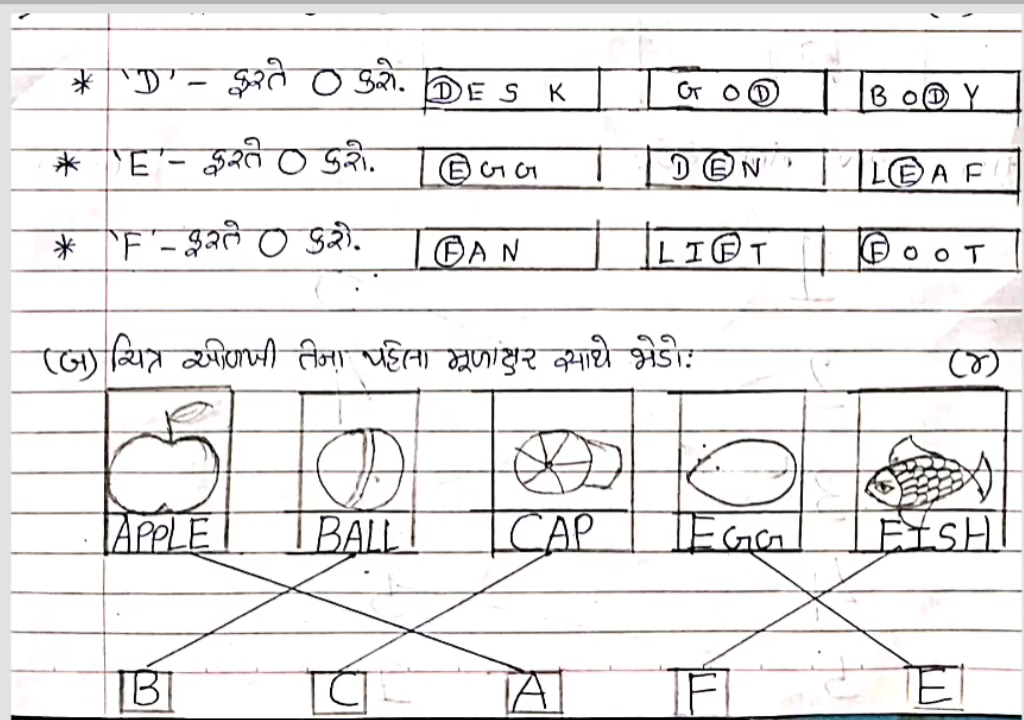 * 'D' - ફરતે ○ કરો. DESK GOD BODY
* 'E' - ફરતે ○ કરો. EGG DEN LEAF
* 'F' - ફરતે ○ કરો. FAN LIFT FOOT
(બ) ચિત્ર ઓળખી તેના પહેલા મૂળાક્ષર સાથે જોડો: (૪)
APPLE BALL CAP EGG FISH
B C A F E